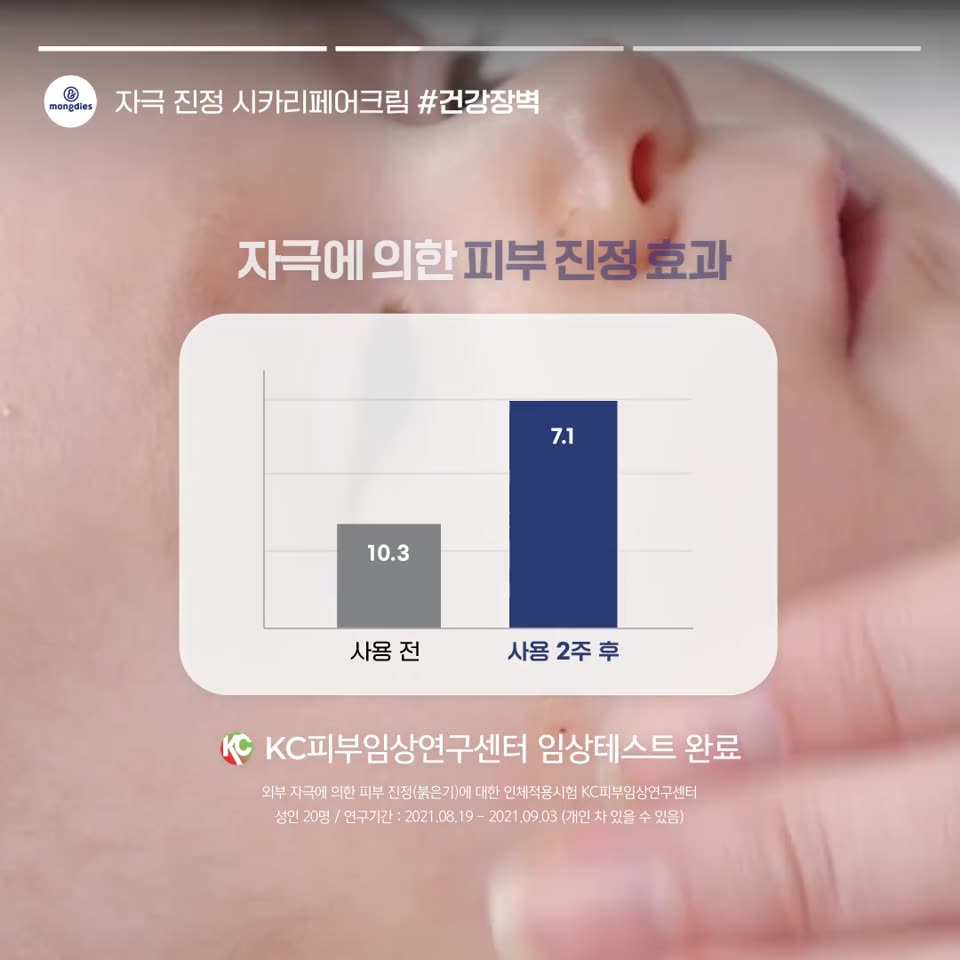 mongdies
자극 진정 시카리페어크림 #건강장벽
자극에 의한 피부 진정 효과
10.3
7.1
사용 전
사용 2주 후
KC KC피부임상연구센터 임상테스트 완료
외부 자극에 의한 피부 진정(붉은기)에 대한 인체적용시험 KC피부임상연구센터
성인 20명 / 연구기간 : 2021.08.19 - 2021.09.03 (개인 차 있을 수 있음)